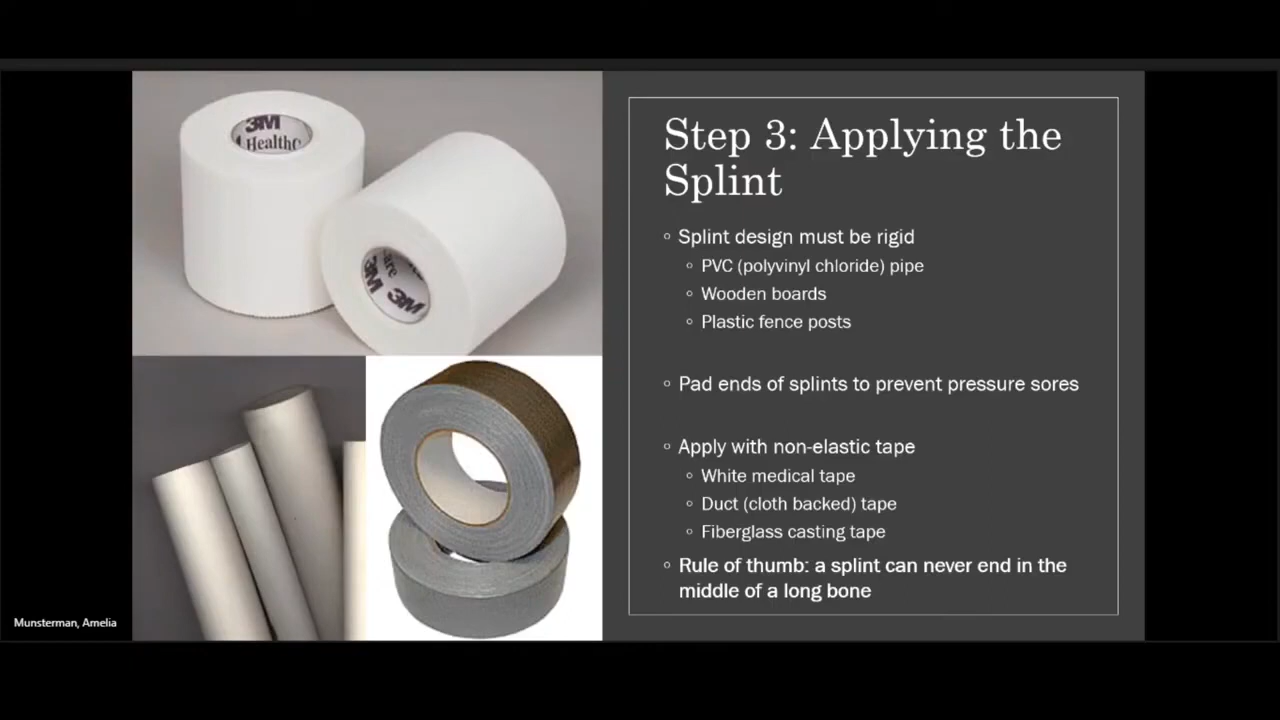 3M
HealthC
are
3M
3M
Step 3: Applying the
Splint
Splint design must be rigid
PVC (polyvinyl chloride) pipe
Wooden boards
Plastic fence posts
Pad ends of splints to prevent pressure sores
Apply with non-elastic tape
White medical tape
Duct (cloth backed) tape
Fiberglass casting tape
Rule of thumb: a splint can never end in the
middle of a long bone
Munsterman, Amelia